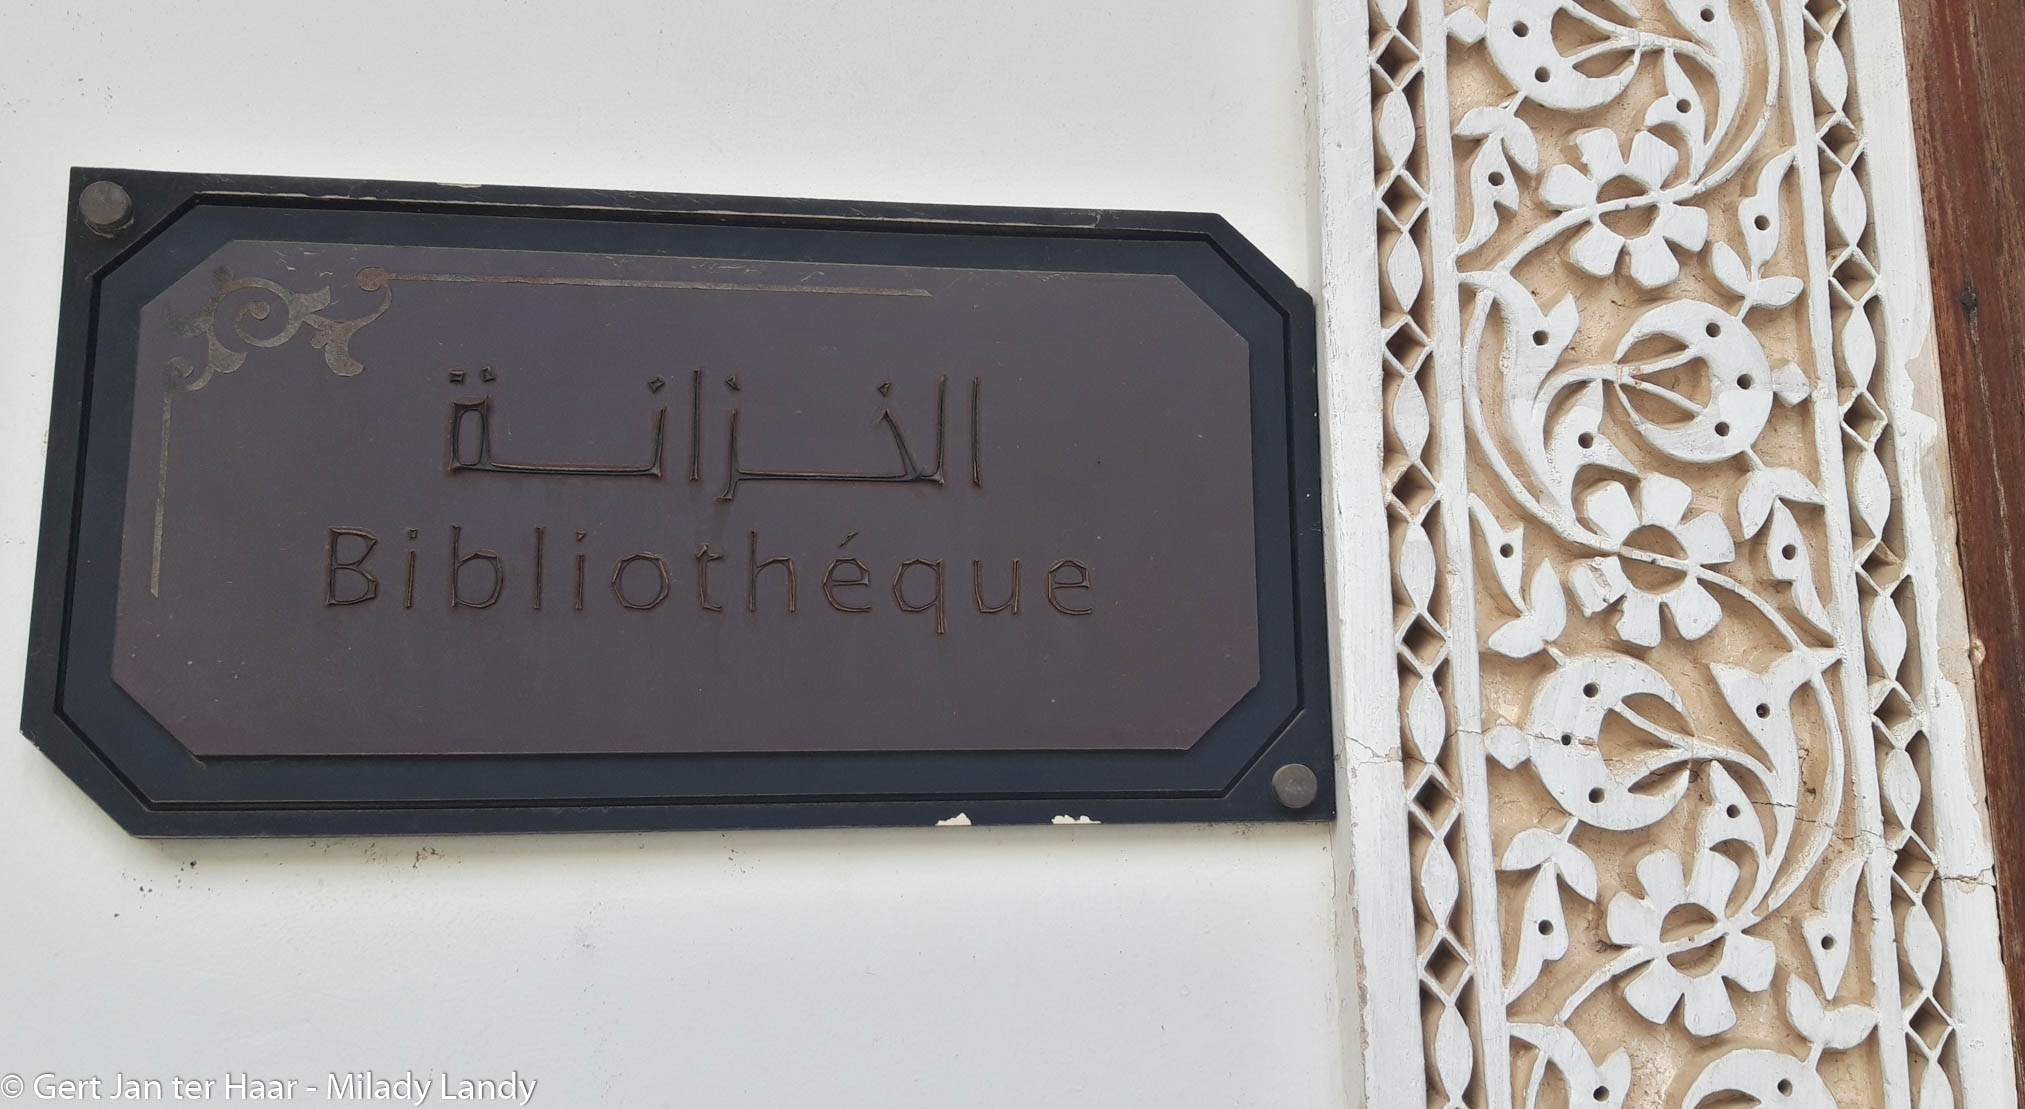 الخزانة
Bibliothéque
© Gert Jan ter Haar - Milady Landy